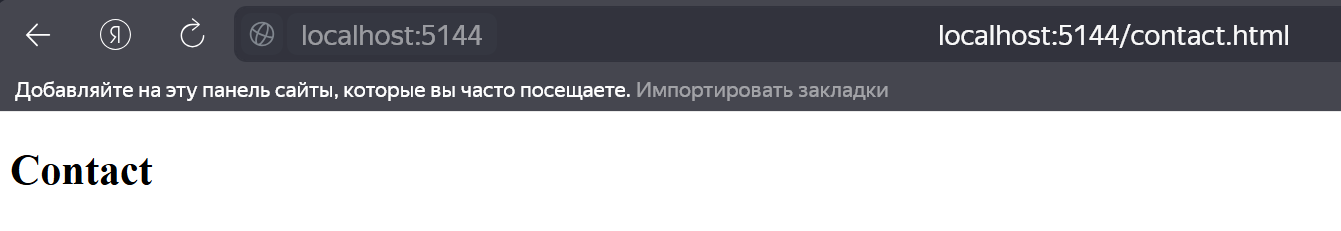 Я localhost:5144 localhost:5144/contact.html
Добавляйте на эту панель сайты, которые вы часто посещаете. Импортировать закладки
Contact